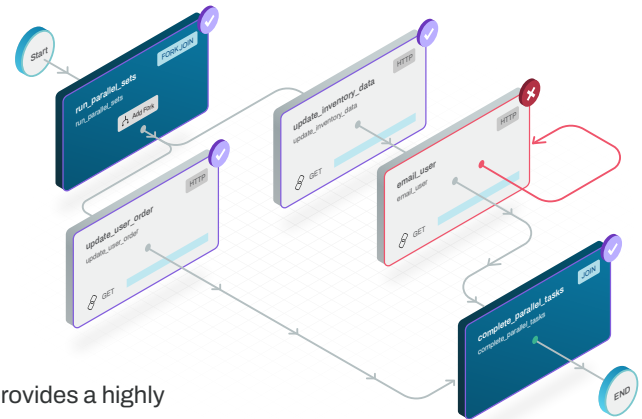 Start
FORKJOIN
run_parallel_sets
run_parallel_sets
Add Fork
HTTP
update_inventory_data
update_inventory_data
GET
HTTP
email_user
email_user
GET
HTTP
update_user_order
update_user_order
GET
JOIN
complete_parallel_tasks
complete_parallel_tasks
END
rovides a highly